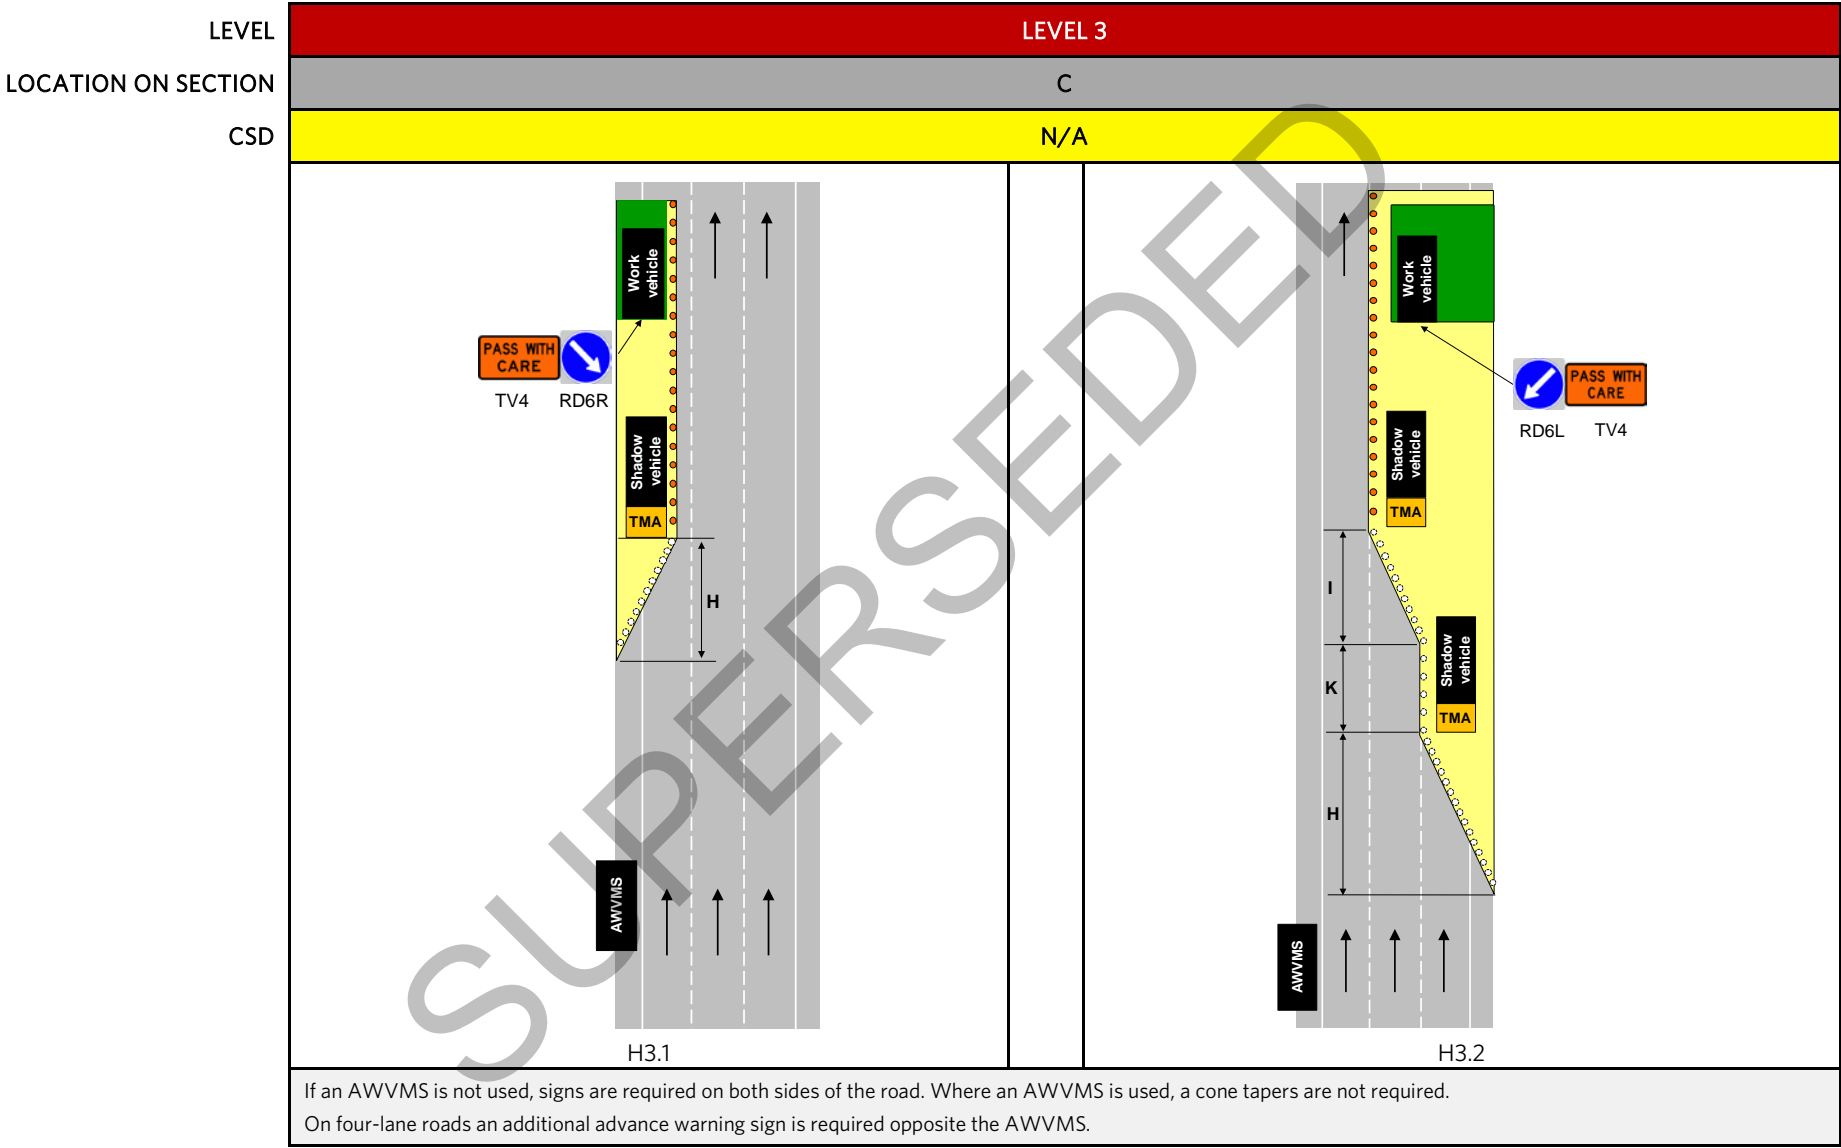 LEVEL
LEVEL 3
LOCATION ON SECTION
C
CSD
N/A
Work
vehicle
PASS WITH
CARE
TV4
RD6R
Shadow
vehicle
TMA
H
AWVMS
H3.1
Work
vehicle
PASS WITH
CARE
RD6L
TV4
Shadow
vehicle
TMA
I
Shadow
vehicle
K
TMA
H
AWVMS
H3.2
SUPERSEDED
If an AWVMS is not used, signs are required on both sides of the road. Where an AWVMS is used, a cone tapers are not required.
On four-lane roads an additional advance warning sign is required opposite the AWVMS.